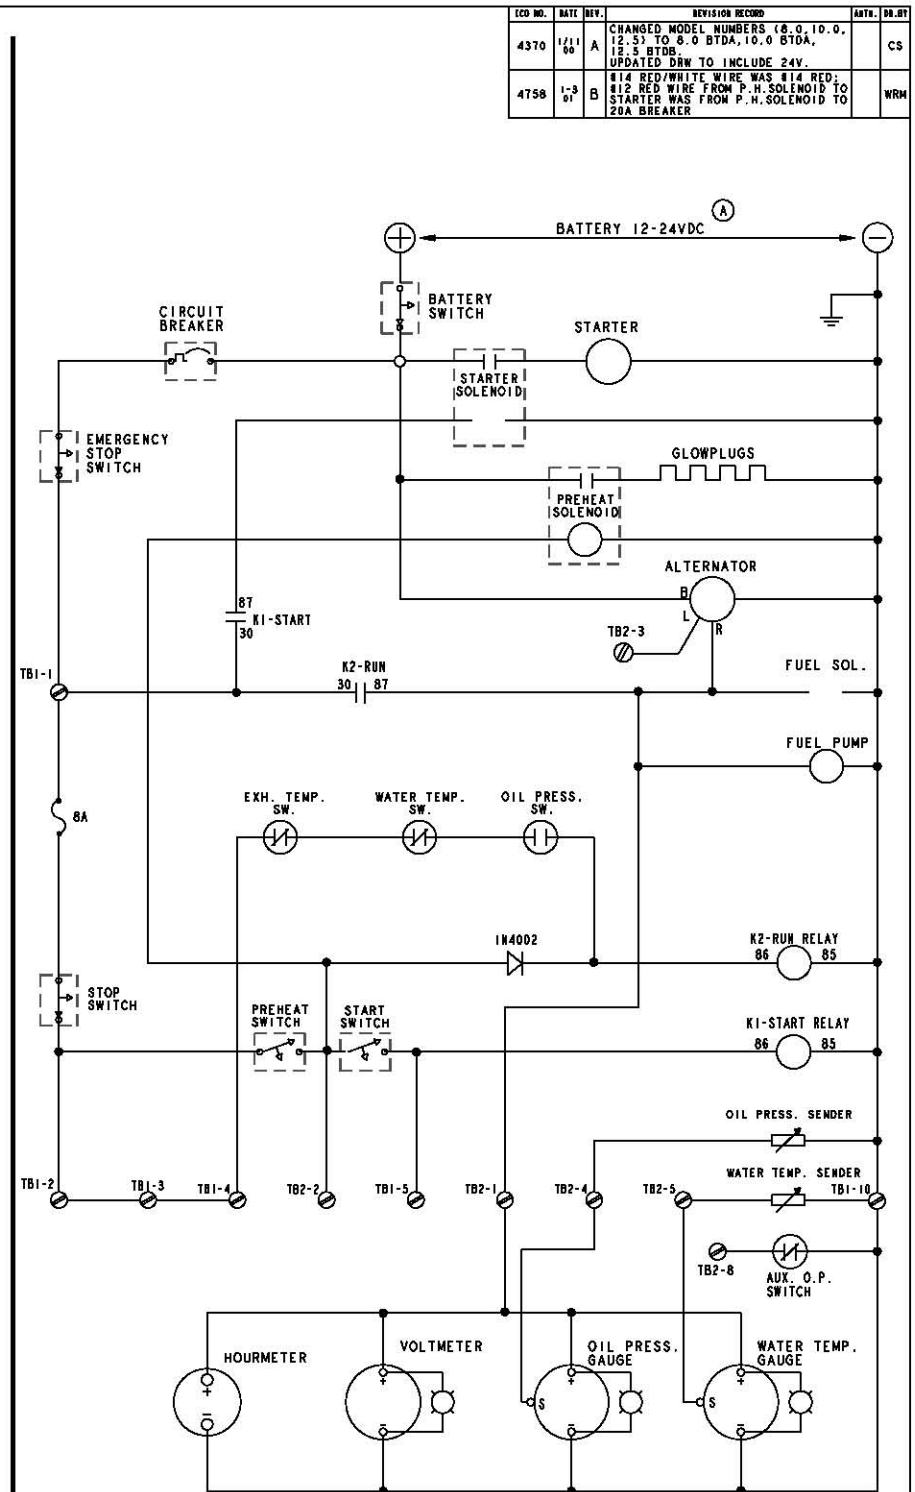 ECO NO. DATE REV. REVISION RECORD AUTH. DR.BY
4370 1/11 00 A CHANGED MODEL NUMBERS (8.0,10.0,
12.5) TO 8.0 BTDA,10.0 BTDA,
12.5 BTDB.
UPDATED DRW TO INCLUDE 24V. CS
4758 1-3 01 B #14 RED/WHITE WIRE WAS #14 RED;
#12 RED WIRE FROM P.H.SOLENOID TO
STARTER WAS FROM P.H.SOLENOID TO
20A BREAKER WRM
A
+ BATTERY 12-24VDC −
BATTERY
SWITCH
CIRCUIT
BREAKER
STARTER
STARTER
SOLENOID
EMERGENCY
STOP
SWITCH
GLOWPLUGS
PREHEAT
SOLENOID
ALTERNATOR
B
L
R
87
K1-START
30
TB2-3
TB1-1
K2-RUN
30 87
FUEL SOL.
FUEL PUMP
8A
EXH. TEMP.
SW.
WATER TEMP.
SW.
OIL PRESS.
SW.
1N4002
K2-RUN RELAY
86 85
STOP
SWITCH
PREHEAT
SWITCH
START
SWITCH
K1-START RELAY
86 85
OIL PRESS. SENDER
WATER TEMP. SENDER
TB1-2 TB1-3 TB1-4 TB2-2 TB1-5 TB2-1 TB2-4 TB2-5 TB1-10
TB2-8
AUX. O.P.
SWITCH
HOURMETER
VOLTMETER
OIL PRESS.
GAUGE
WATER TEMP.
GAUGE
+ + + +
S S
− − − −